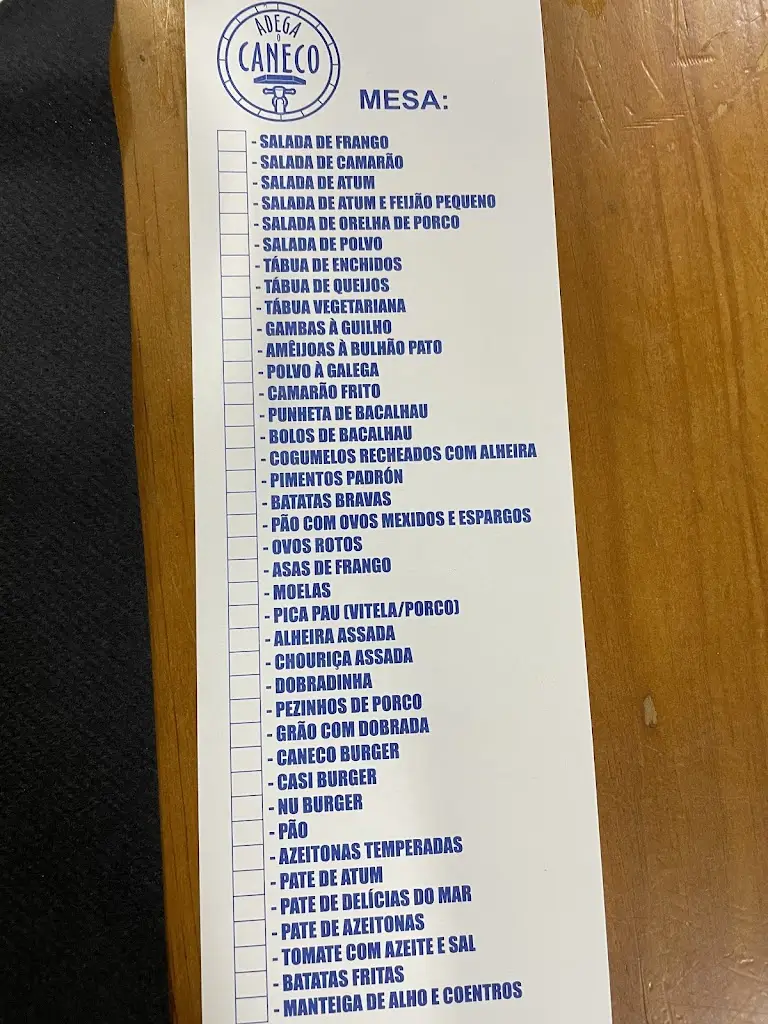 ADEGA
O
CANECO
MESA:
- SALADA DE FRANGO
- SALADA DE CAMARÃO
- SALADA DE ATUM
- SALADA DE ATUM E FEIJÃO PEQUENO
- SALADA DE ORELHA DE PORCO
- SALADA DE POLVO
- TÁBUA DE ENCHIDOS
- TÁBUA DE QUEIJOS
- TÁBUA VEGETARIANA
- GAMBAS À GUILHO
- AMÊIJOAS À BULHÃO PATO
- POLVO À GALEGA
- CAMARÃO FRITO
- PUNHETA DE BACALHAU
- BOLOS DE BACALHAU
- COGUMELOS RECHEADOS COM ALHEIRA
- PIMENTOS PADRÓN
- BATATAS BRAVAS
- PÃO COM OVOS MEXIDOS E ESPARGOS
- OVOS ROTOS
- ASAS DE FRANGO
- MOELAS
- PICA PAU (VITELA/PORCO)
- ALHEIRA ASSADA
- CHOURIÇA ASSADA
- DOBRADINHA
- PEZINHOS DE PORCO
- GRÃO COM DOBRADA
- CANECO BURGER
- CASI BURGER
- NU BURGER
- PÃO
- AZEITONAS TEMPERADAS
- PATE DE ATUM
- PATE DE DELÍCIAS DO MAR
- PATE DE AZEITONAS
- TOMATE COM AZEITE E SAL
- BATATAS FRITAS
- MANTEIGA DE ALHO E COENTROS